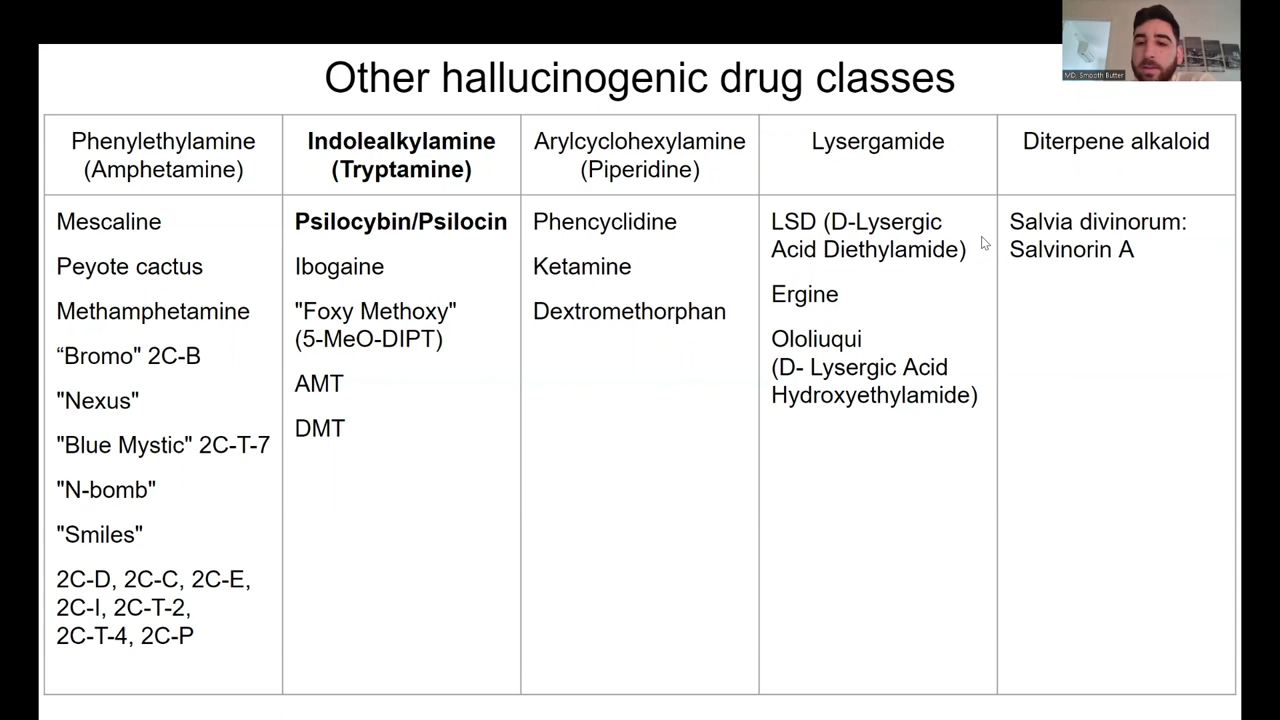 Other hallucinogenic drug classes
MD. Smooth Butter
Phenylethylamine
(Amphetamine)
Mescaline
Peyote cactus
Methamphetamine
“Bromo" 2C-B
"Nexus"
"Blue Mystic" 2C-T-7
"N-bomb"
"Smiles"
2C-D, 2C-C, 2C-E,
2C-I, 2C-T-2,
2C-T-4, 2C-P
Indolealkylamine
(Tryptamine)
Psilocybin/Psilocin
Ibogaine
"Foxy Methoxy"
(5-MeO-DIPT)
AMT
DMT
Arylcyclohexylamine
(Piperidine)
Phencyclidine
Ketamine
Dextromethorphan
Lysergamide
LSD (D-Lysergic
Acid Diethylamide)
Ergine
Ololiuqui
(D- Lysergic Acid
Hydroxyethylamide)
Diterpene alkaloid
Salvia divinorum:
Salvinorin A